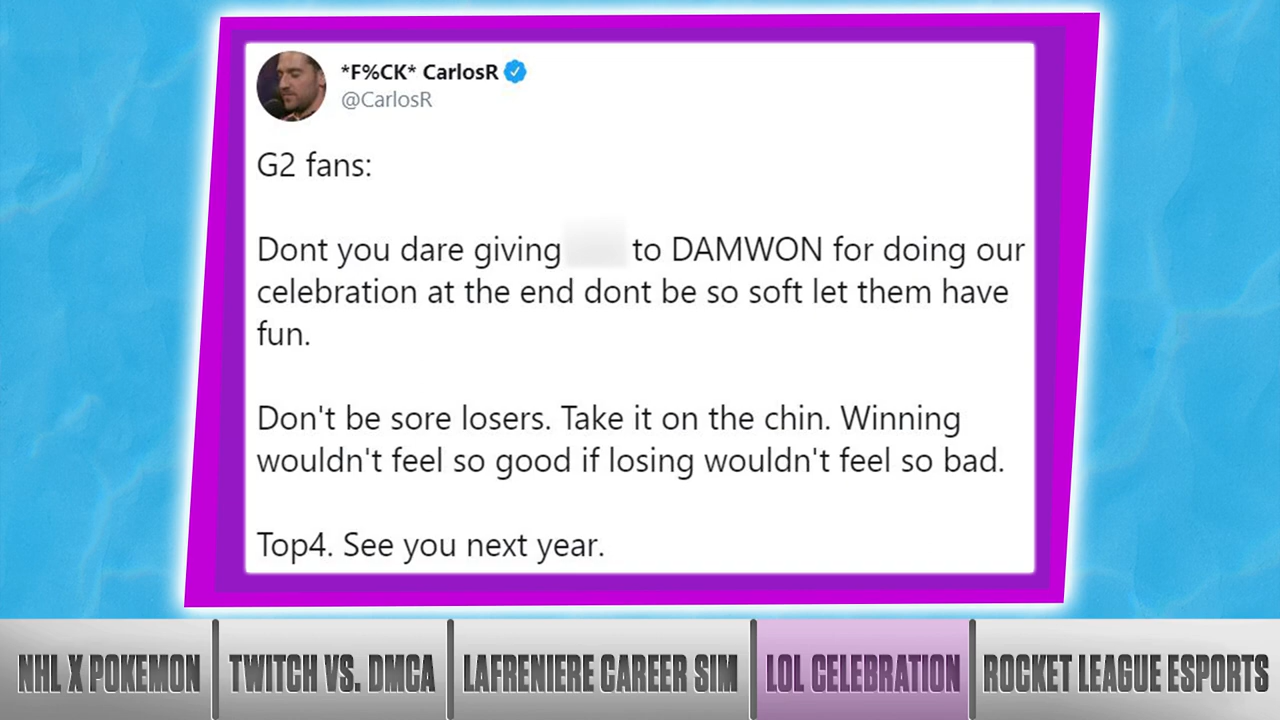 *F%CK* CarlosR
@CarlosR
G2 fans:
Dont you dare giving to DAMWON for doing our
celebration at the end dont be so soft let them have
fun.
Don't be sore losers. Take it on the chin. Winning
wouldn't feel so good if losing wouldn't feel so bad.
Top4. See you next year.
NHL X POKEMON
TWITCH VS. DMCA
LAFRENIERE CAREER SIM
LOL CELEBRATION
ROCKET LEAGUE ESPORTS